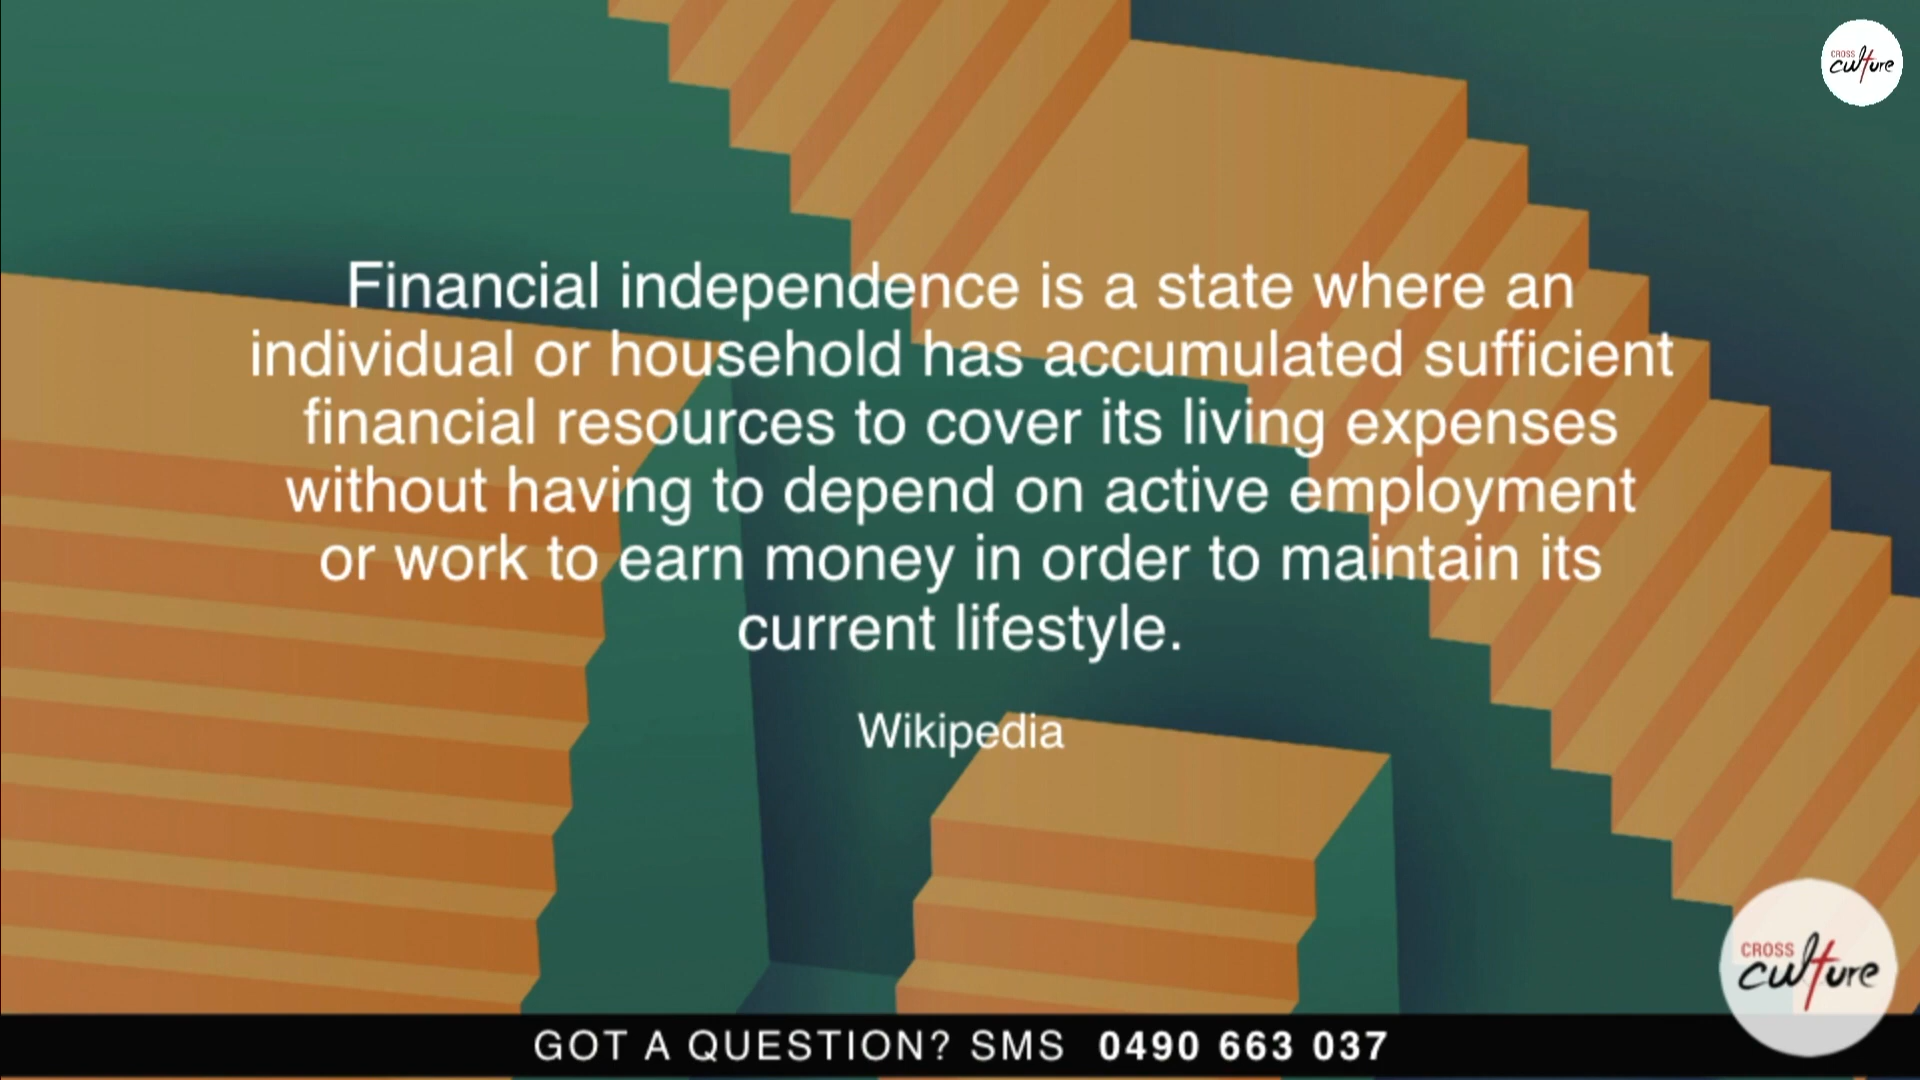 CROSS
culture
Financial independence is a state where an
individual or household has accumulated sufficient
financial resources to cover its living expenses
without having to depend on active employment
or work to earn money in order to maintain its
current lifestyle.
Wikipedia
CROSS
culture
GOT A QUESTION? SMS 0490 663 037